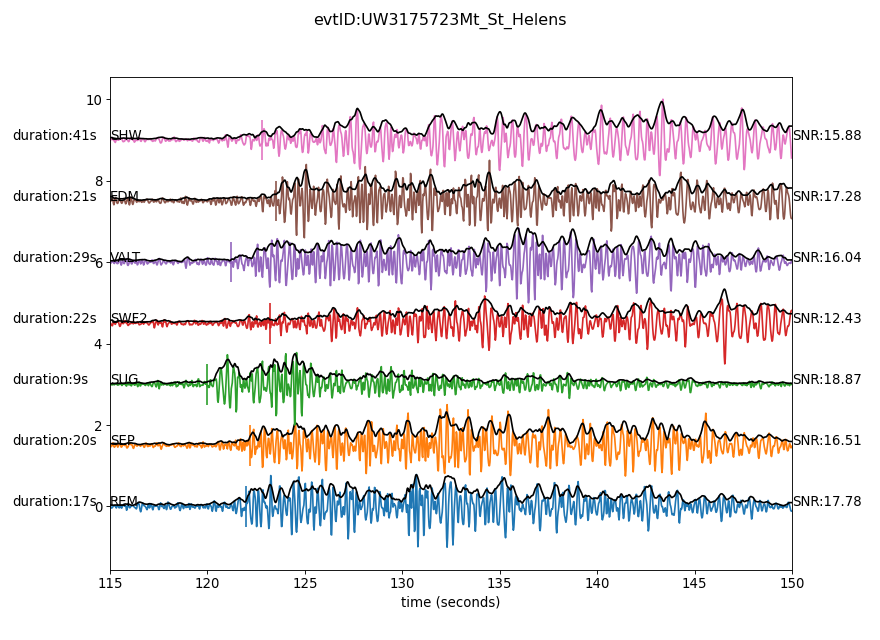 evtID:UW3175723Mt_St_Helens
10
duration:41s SHW SNR:15.88
8
duration:21s EDM SNR:17.28
duration:29s VALT SNR:16.04
6
duration:22s SWF2 SNR:12.43
4
duration:9s SUG SNR:18.87
2
duration:20s SEP SNR:16.51
duration:17s REM SNR:17.78
0
115 120 125 130 135 140 145 150
time (seconds)